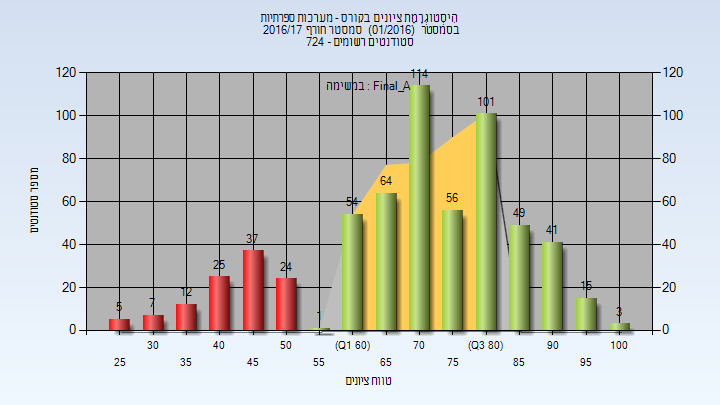 היסטוגרמת ציונים בקורס - מערכות ספרתיות
בסמסטר (01/2016) סמסטר חורף 2016/17
סטודנטים רשומים - 724
במשימה : Final_A
מספר סטודנטים
120 120
100 100
80 80
60 60
40 40
20 20
0 0
5 7 12 25 37 24 1 54 64 114 56 101 49 41 15 3
30 40 50 (Q1 60) 70 (Q3 80) 90 100
25 35 45 55 65 75 85 95
טווח ציונים